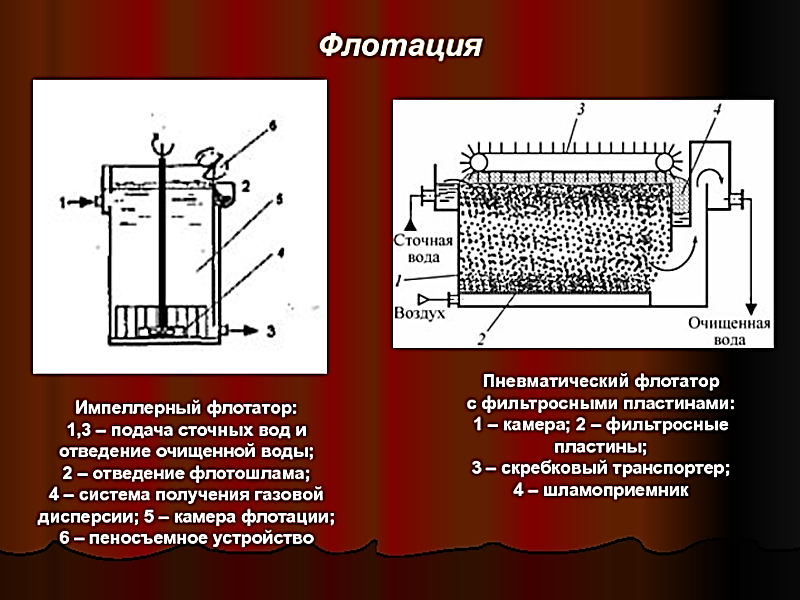 Флотация
6
1
2
5
4
3
3
4
Сточная
вода
1
Воздух
2
Очищенная
вода
Импеллерный флотатор:
1,3 – подача сточных вод и
отведение очищенной воды;
2 – отведение флотошлама;
4 – система получения газовой
дисперсии; 5 – камера флотации;
6 – пеносъемное устройство
Пневматический флотатор
с фильтросными пластинами:
1 – камера; 2 – фильтросные
пластины;
3 – скребковый транспортер;
4 – шламоприемник